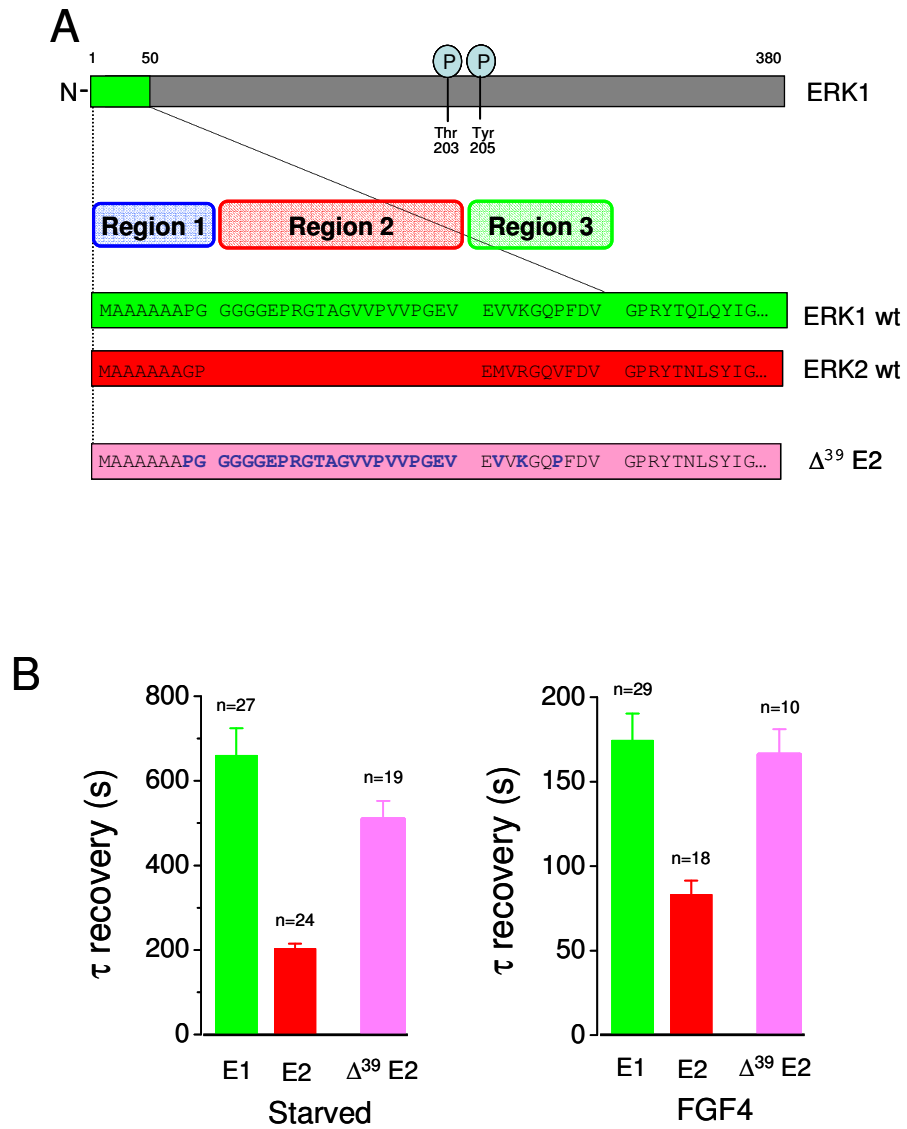 A
1 50 380
P P
N- ERK1
Thr 203
Tyr 205
Region 1 Region 2 Region 3
MAAAAAAPG GGGGEPRGTAGVVPVVPGEV EVVKGQPFDV GPRYTQLQYIG… ERK1 wt
MAAAAAAGP EMVRGQVFDV GPRYTNLSYIG… ERK2 wt
MAAAAAAPG GGGGEPRGTAGVVPVVPGEV EVVKGQPFDV GPRYTNLSYIG… Δ³⁹ E2
B
τ recovery (s)
800
600
400
200
0
n=27
n=24
n=19
E1 E2 Δ³⁹ E2
Starved
τ recovery (s)
200
150
100
50
0
n=29
n=18
n=10
E1 E2 Δ³⁹ E2
FGF4